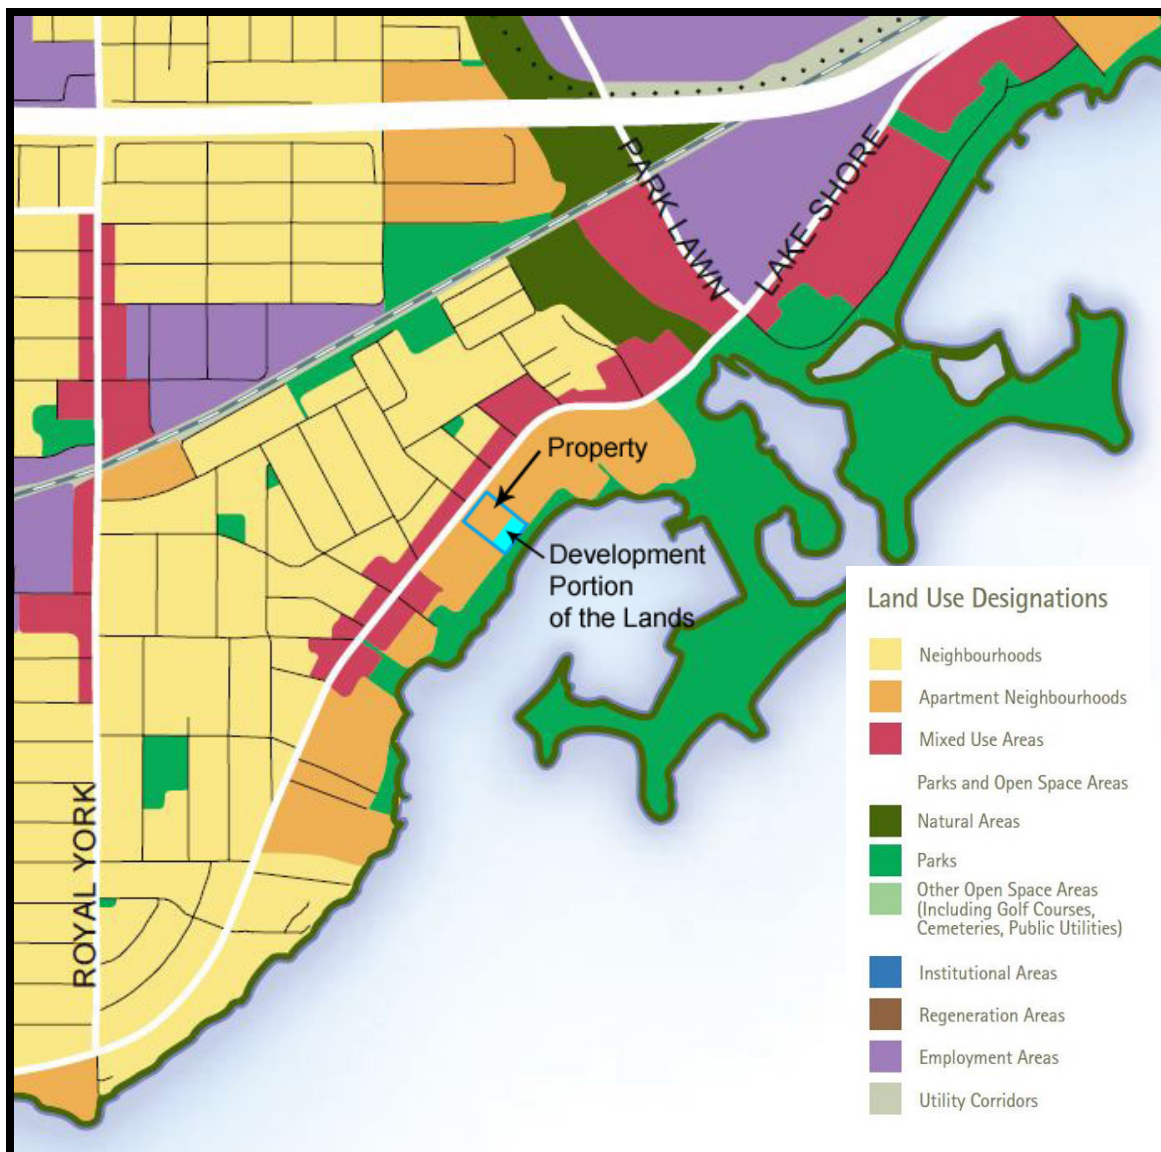 PARK LAWN
LAKE SHORE
Property
Development
Portion
of the Lands
ROYAL YORK
Land Use Designations
Neighbourhoods
Apartment Neighbourhoods
Mixed Use Areas
Parks and Open Space Areas
Natural Areas
Parks
Other Open Space Areas
(Including Golf Courses,
Cemeteries, Public Utilities)
Institutional Areas
Regeneration Areas
Employment Areas
Utility Corridors